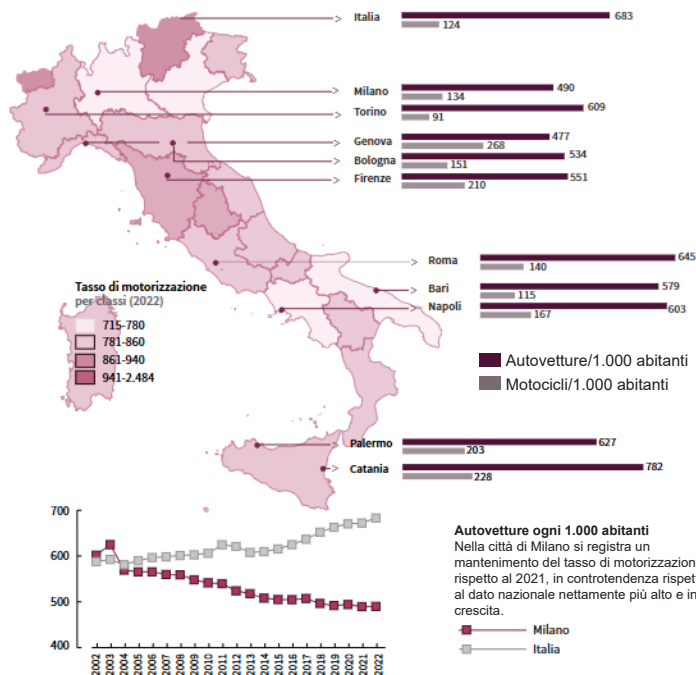 Italia
683
124
Milano
490
134
Torino
609
91
Genova
477
268
Bologna
534
151
Firenze
551
210
Roma
645
140
Bari
579
115
Napoli
603
167
Tasso di motorizzazione
per classi (2022)
715-780
781-860
861-940
941-2.484
Autovetture/1.000 abitanti
Motocicli/1.000 abitanti
Palermo
627
203
Catania
782
228
700
600
500
400
2002 2003 2004 2005 2006 2007 2008 2009 2010 2011 2012 2013 2014 2015 2016 2017 2018 2019 2020 2021 2022
Autovetture ogni 1.000 abitanti
Nella città di Milano si registra un
mantenimento del tasso di motorizzazion
rispetto al 2021, in controtendenza rispet
al dato nazionale nettamente più alto e in
crescita.
Milano
Italia